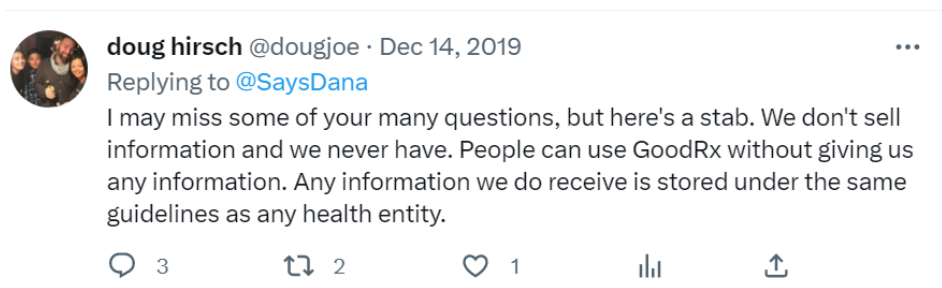 doug hirsch @dougjoe · Dec 14, 2019
Replying to @SaysDana
I may miss some of your many questions, but here's a stab. We don't sell
information and we never have. People can use GoodRx without giving us
any information. Any information we do receive is stored under the same
guidelines as any health entity.
3 2 1